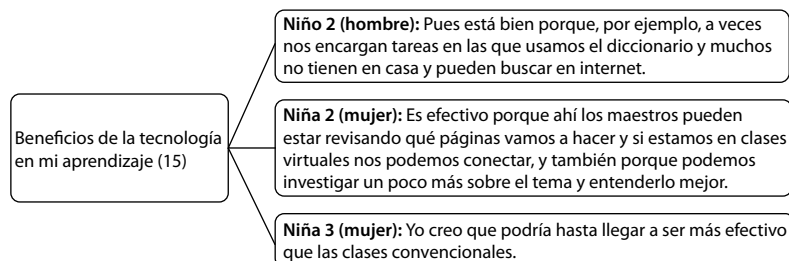 Niño 2 (hombre): Pues está bien porque, por ejemplo, a veces
nos encargan tareas en las que usamos el diccionario y muchos
no tienen en casa y pueden buscar en internet.
Beneficios de la tecnología
en mi aprendizaje (15)
Niña 2 (mujer): Es efectivo porque ahí los maestros pueden
estar revisando qué páginas vamos a hacer y si estamos en clases
virtuales nos podemos conectar, y también porque podemos
investigar un poco más sobre el tema y entenderlo mejor.
Niña 3 (mujer): Yo creo que podría hasta llegar a ser más efectivo
que las clases convencionales.